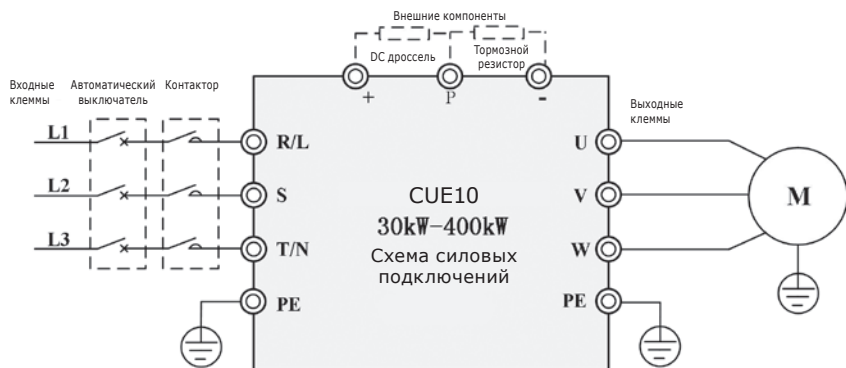 Внешние компоненты
DC дроссель
Тормозной
резистор
Входные
клеммы
Автоматический
выключатель
Контактор
+
P
-
Выходные
клеммы
L1
R/L
U
L2
S
V
L3
T/N
W
PE
PE
CUE10
30kW-400kW
Схема силовых
подключений
M